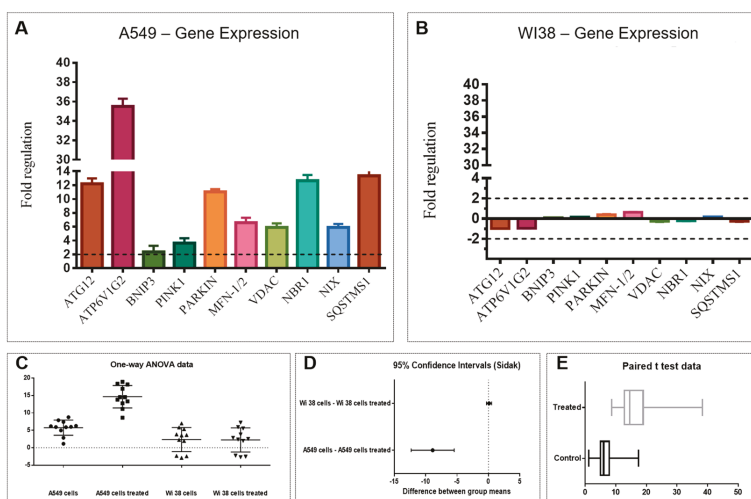 A
A549 – Gene Expression
Fold regulation
40
38
36
34
32
30
14
12
10
8
6
4
2
0
ATG12
ATP6V1G2
BNIP3
PINK1
PARKIN
MFN-1/2
VDAC
NBR1
NIX
SQSTMS1
B
WI38 – Gene Expression
Fold regulation
40
38
36
34
32
30
4
2
0
-2
ATG12
ATP6V1G2
BNIP3
PINK1
PARKIN
MFN-1/2
VDAC
NBR1
NIX
SQSTMS1
C
One-way ANOVA data
20
15
10
5
0
-5
A549 cells
A549 cells treated
Wi 38 cells
Wi 38 cells treated
D
95% Confidence Intervals (Sidak)
Wi 38 cells - Wi 38 cells treated
A549 cells - A549 cells treated
-15
-10
-5
0
5
Difference between group means
E
Paired t test data
Treated
Control
0
10
20
30
40
50